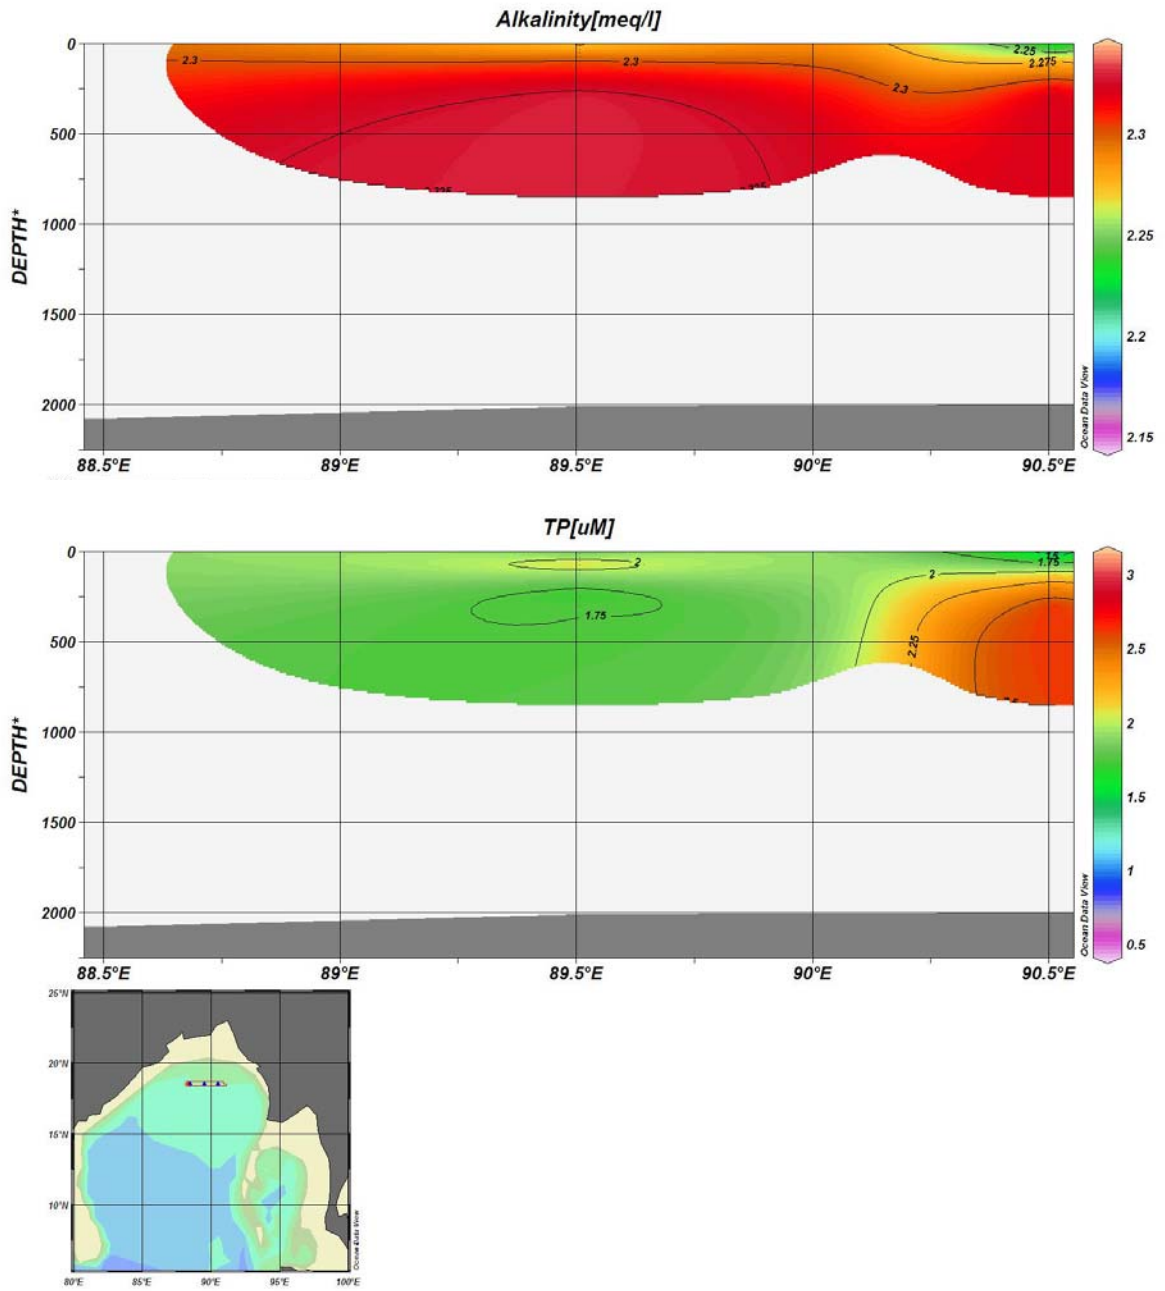 Alkalinity[meq/l]
0
500
1000
1500
2000
DEPTH*
2.3
2.3
2.3
2.25
2.275
88.5°E
89°E
89.5°E
90°E
90.5°E
2.3
2.25
2.2
2.15
Ocean Data View
TP[uM]
0
500
1000
1500
2000
DEPTH*
2
1.75
2
2.25
1.75
88.5°E
89°E
89.5°E
90°E
90.5°E
3
2.5
2
1.5
1
0.5
Ocean Data View
25°N
20°N
15°N
10°N
80°E
85°E
90°E
95°E
100°E
Ocean Data View